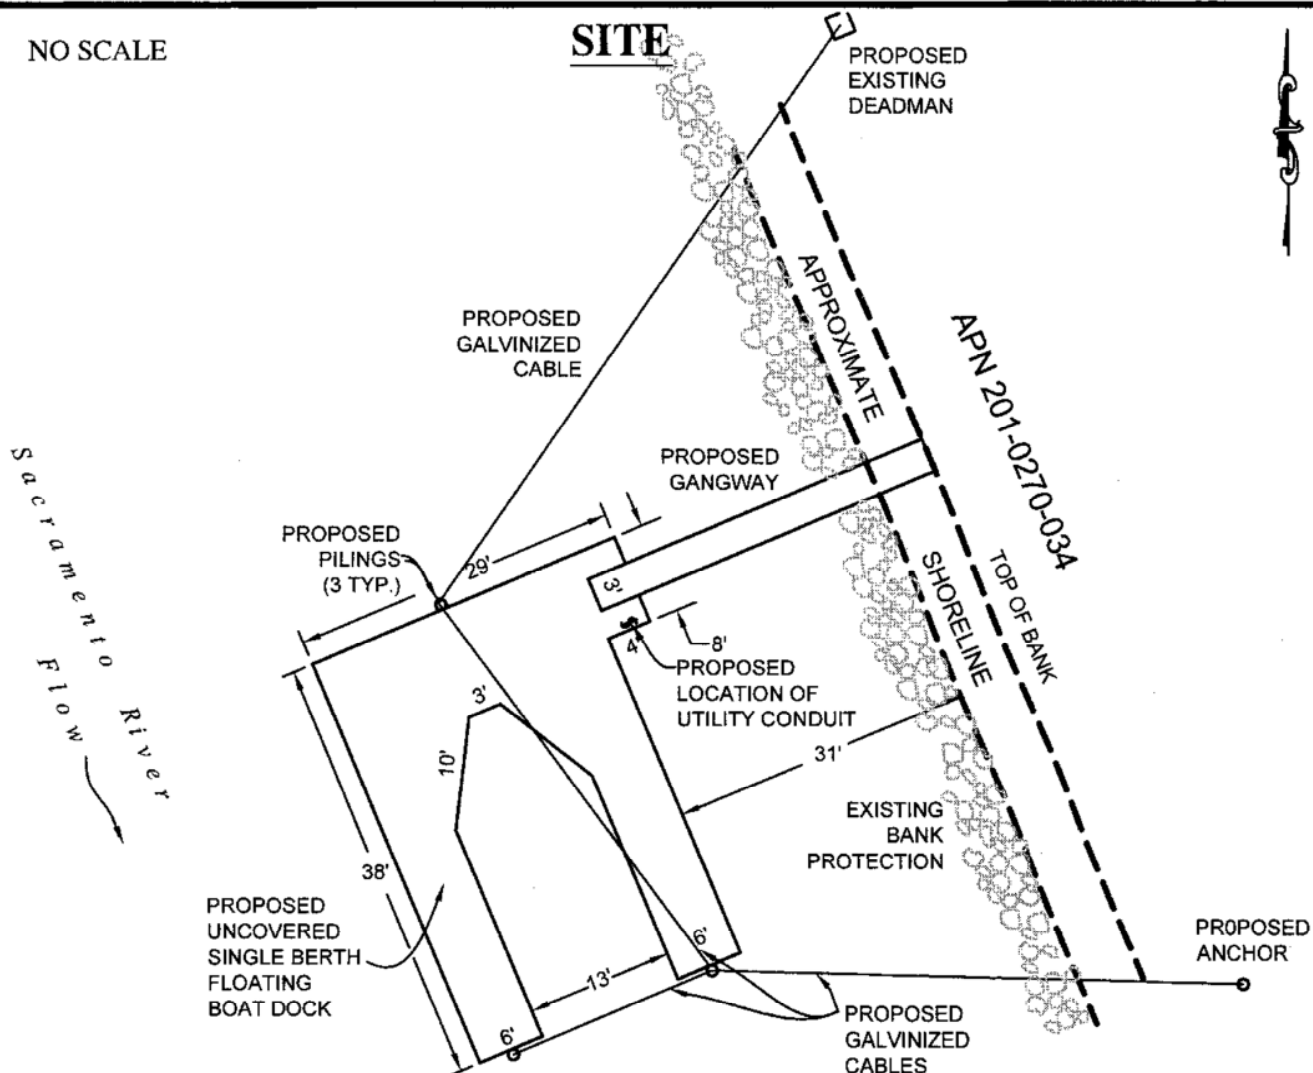 NO SCALE
SITE
PROPOSED
EXISTING
DEADMAN
PROPOSED
GALVINIZED
CABLE
APPROXIMATE
APN 201-0270-034
PROPOSED
GANGWAY
Sacramento River
Flow
PROPOSED
PILINGS
(3 TYP.)
29'
3'
SHORELINE
TOP OF BANK
4'
8'
PROPOSED
LOCATION OF
UTILITY CONDUIT
3'
10'
31'
EXISTING
BANK
PROTECTION
38'
PROPOSED
UNCOVERED
SINGLE BERTH
FLOATING
BOAT DOCK
6'
13'
6'
PROPOSED
ANCHOR
PROPOSED
GALVINIZED
CABLES